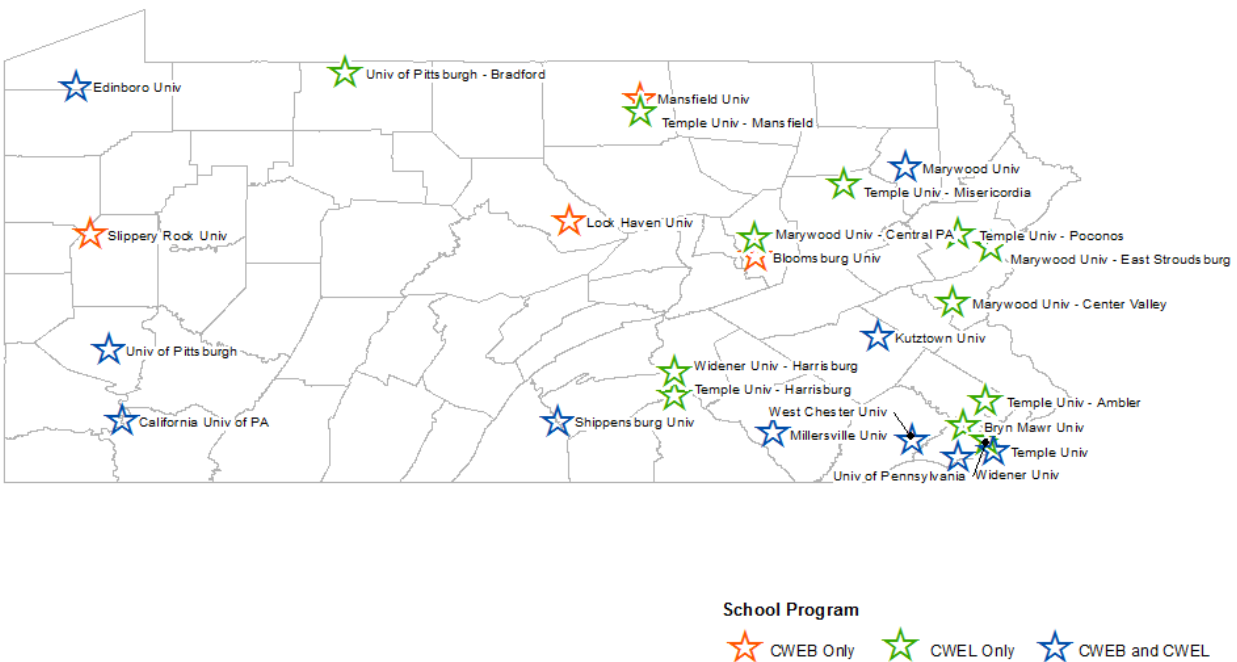 Univ of Pittsburgh - Bradford
Edinboro Univ
Mansfield Univ
Temple Univ - Mansfield
Marywood Univ
Temple Univ - Misericordia
Lock Haven Univ
Slippery Rock Univ
Marywood Univ - Central PA
Temple Univ - Poconos
Bloomsburg Univ
Marywood Univ - East Stroudsburg
Marywood Univ - Center Valley
Kutztown Univ
Univ of Pittsburgh
Widener Univ - Harrisburg
Temple Univ - Harrisburg
Temple Univ - Ambler
West Chester Univ
California Univ of PA
Shippensburg Univ
Bryn Mawr Univ
Millersville Univ
Temple Univ
Univ of Pennsylvania
Widener Univ
School Program
CWEB Only
CWEL Only
CWEB and CWEL